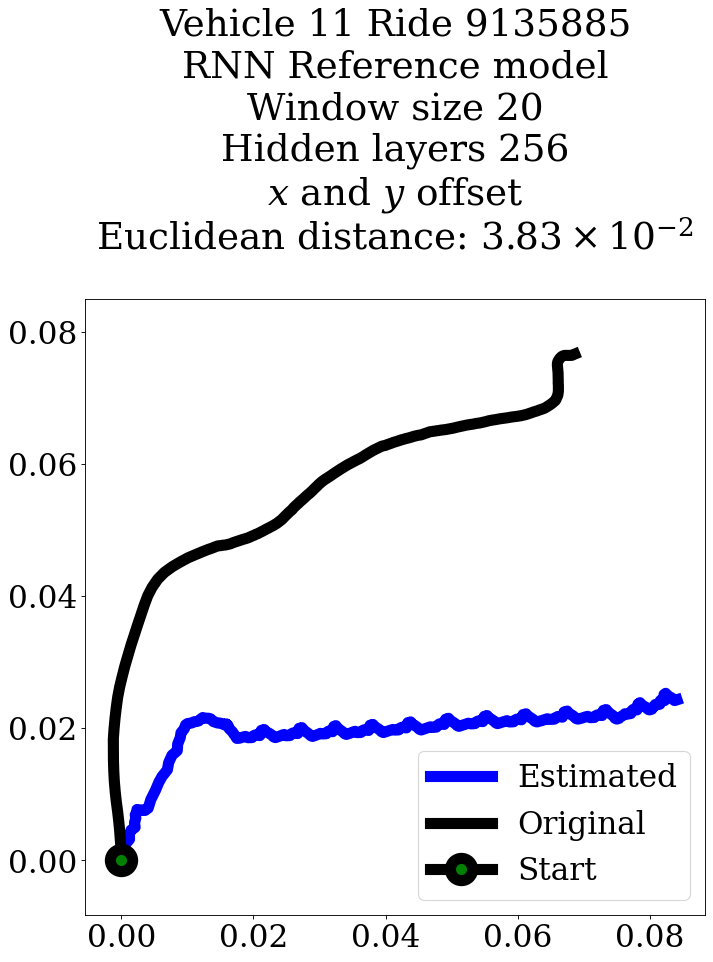 Vehicle 11 Ride 9135885
RNN Reference model
Window size 20
Hidden layers 256
x and y offset
Euclidean distance: 3.83 × 10⁻²
0.08
0.06
0.04
0.02
0.00
Estimated
Original
Start
0.00 0.02 0.04 0.06 0.08